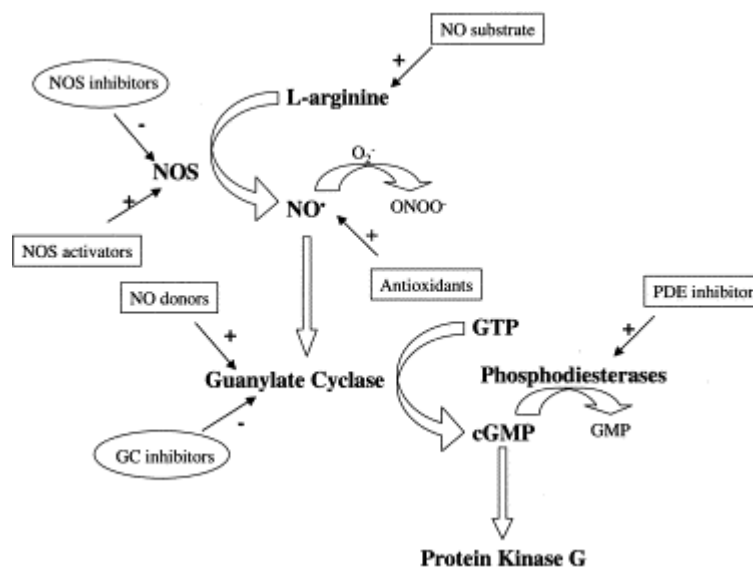 NO substrate
+
NOS inhibitors
L-arginine
-
O₂⁻
NOS
+
NO•
ONOO⁻
+
NOS activators
Antioxidants
NO donors
PDE inhibitor
+
GTP
+
Phosphodiesterases
Guanylate Cyclase
-
cGMP
GMP
GC inhibitors
Protein Kinase G